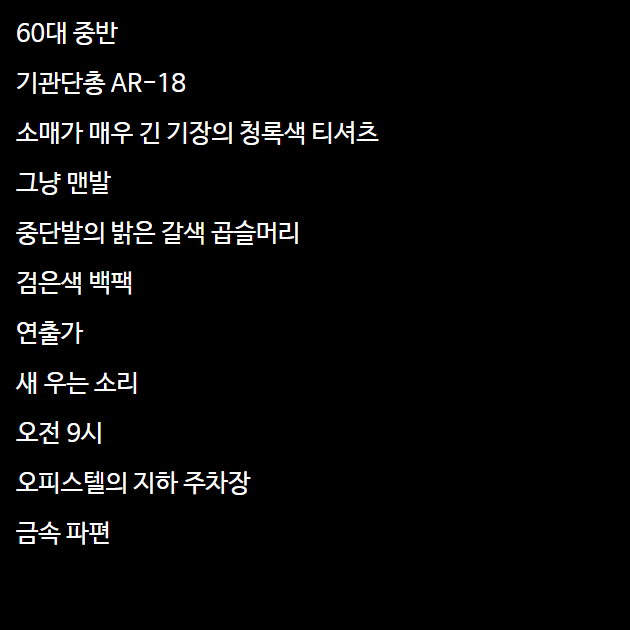 60대 중반
기관단총 AR-18
소매가 매우 긴 기장의 청록색 티셔츠
그냥 맨발
중단발의 밝은 갈색 곱슬머리
검은색 백팩
연출가
새 우는 소리
오전 9시
오피스텔의 지하 주차장
금속 파편